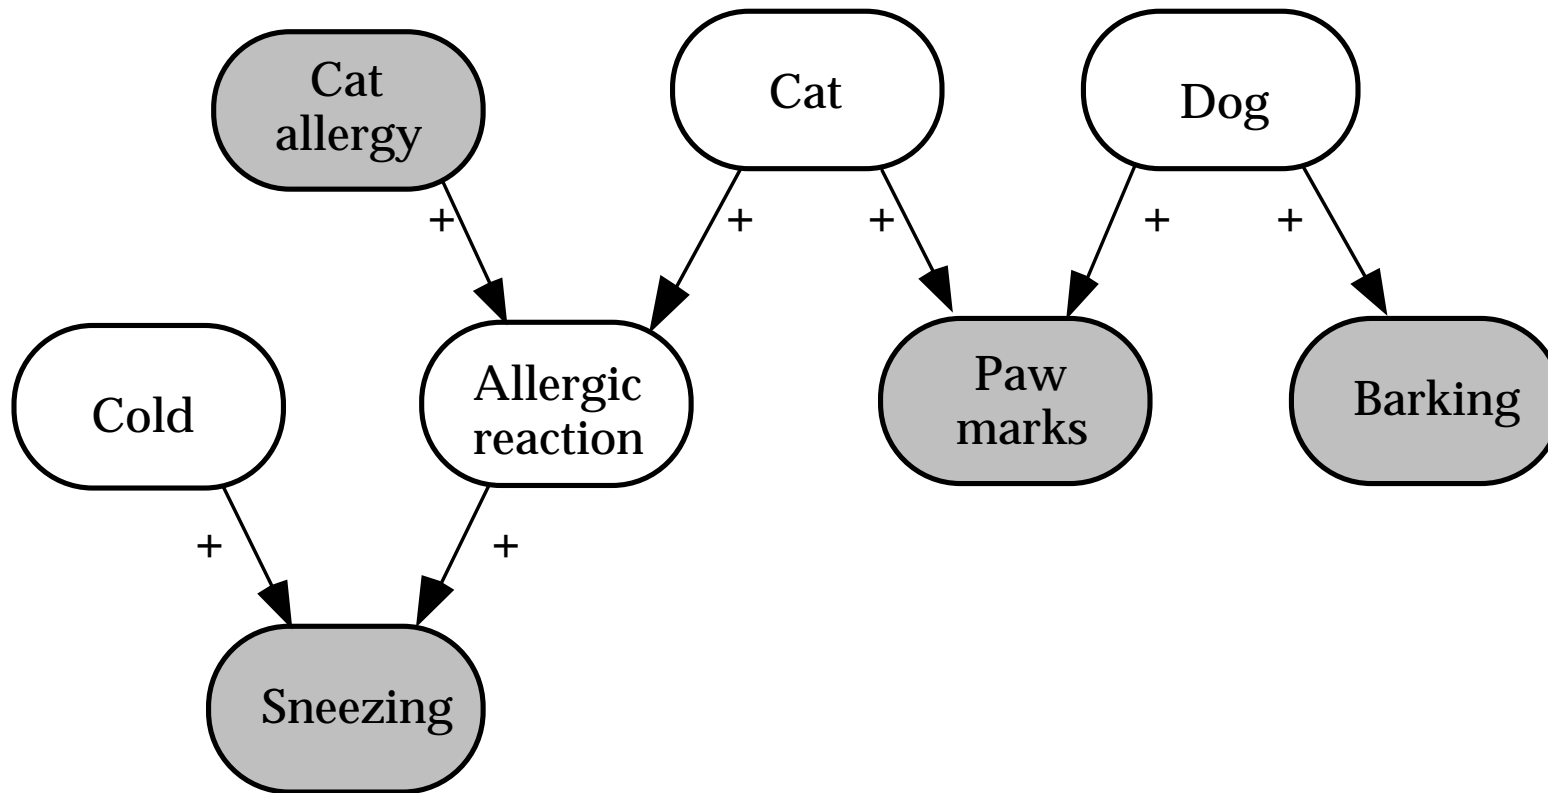 Cat
allergy
Cat
Dog
+
+
+
+
+
Cold
Allergic
reaction
Paw
marks
Barking
+
+
Sneezing